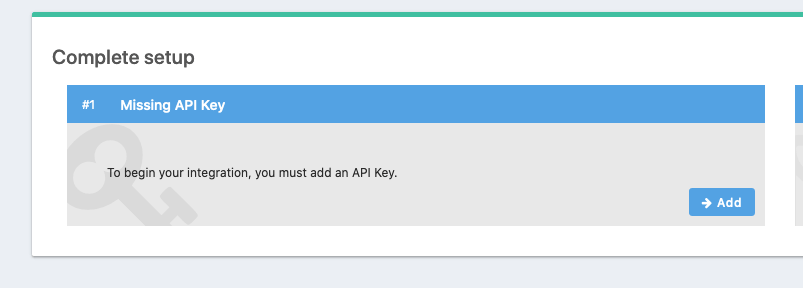 Complete setup
#1 Missing API Key
To begin your integration, you must add an API Key.
Add